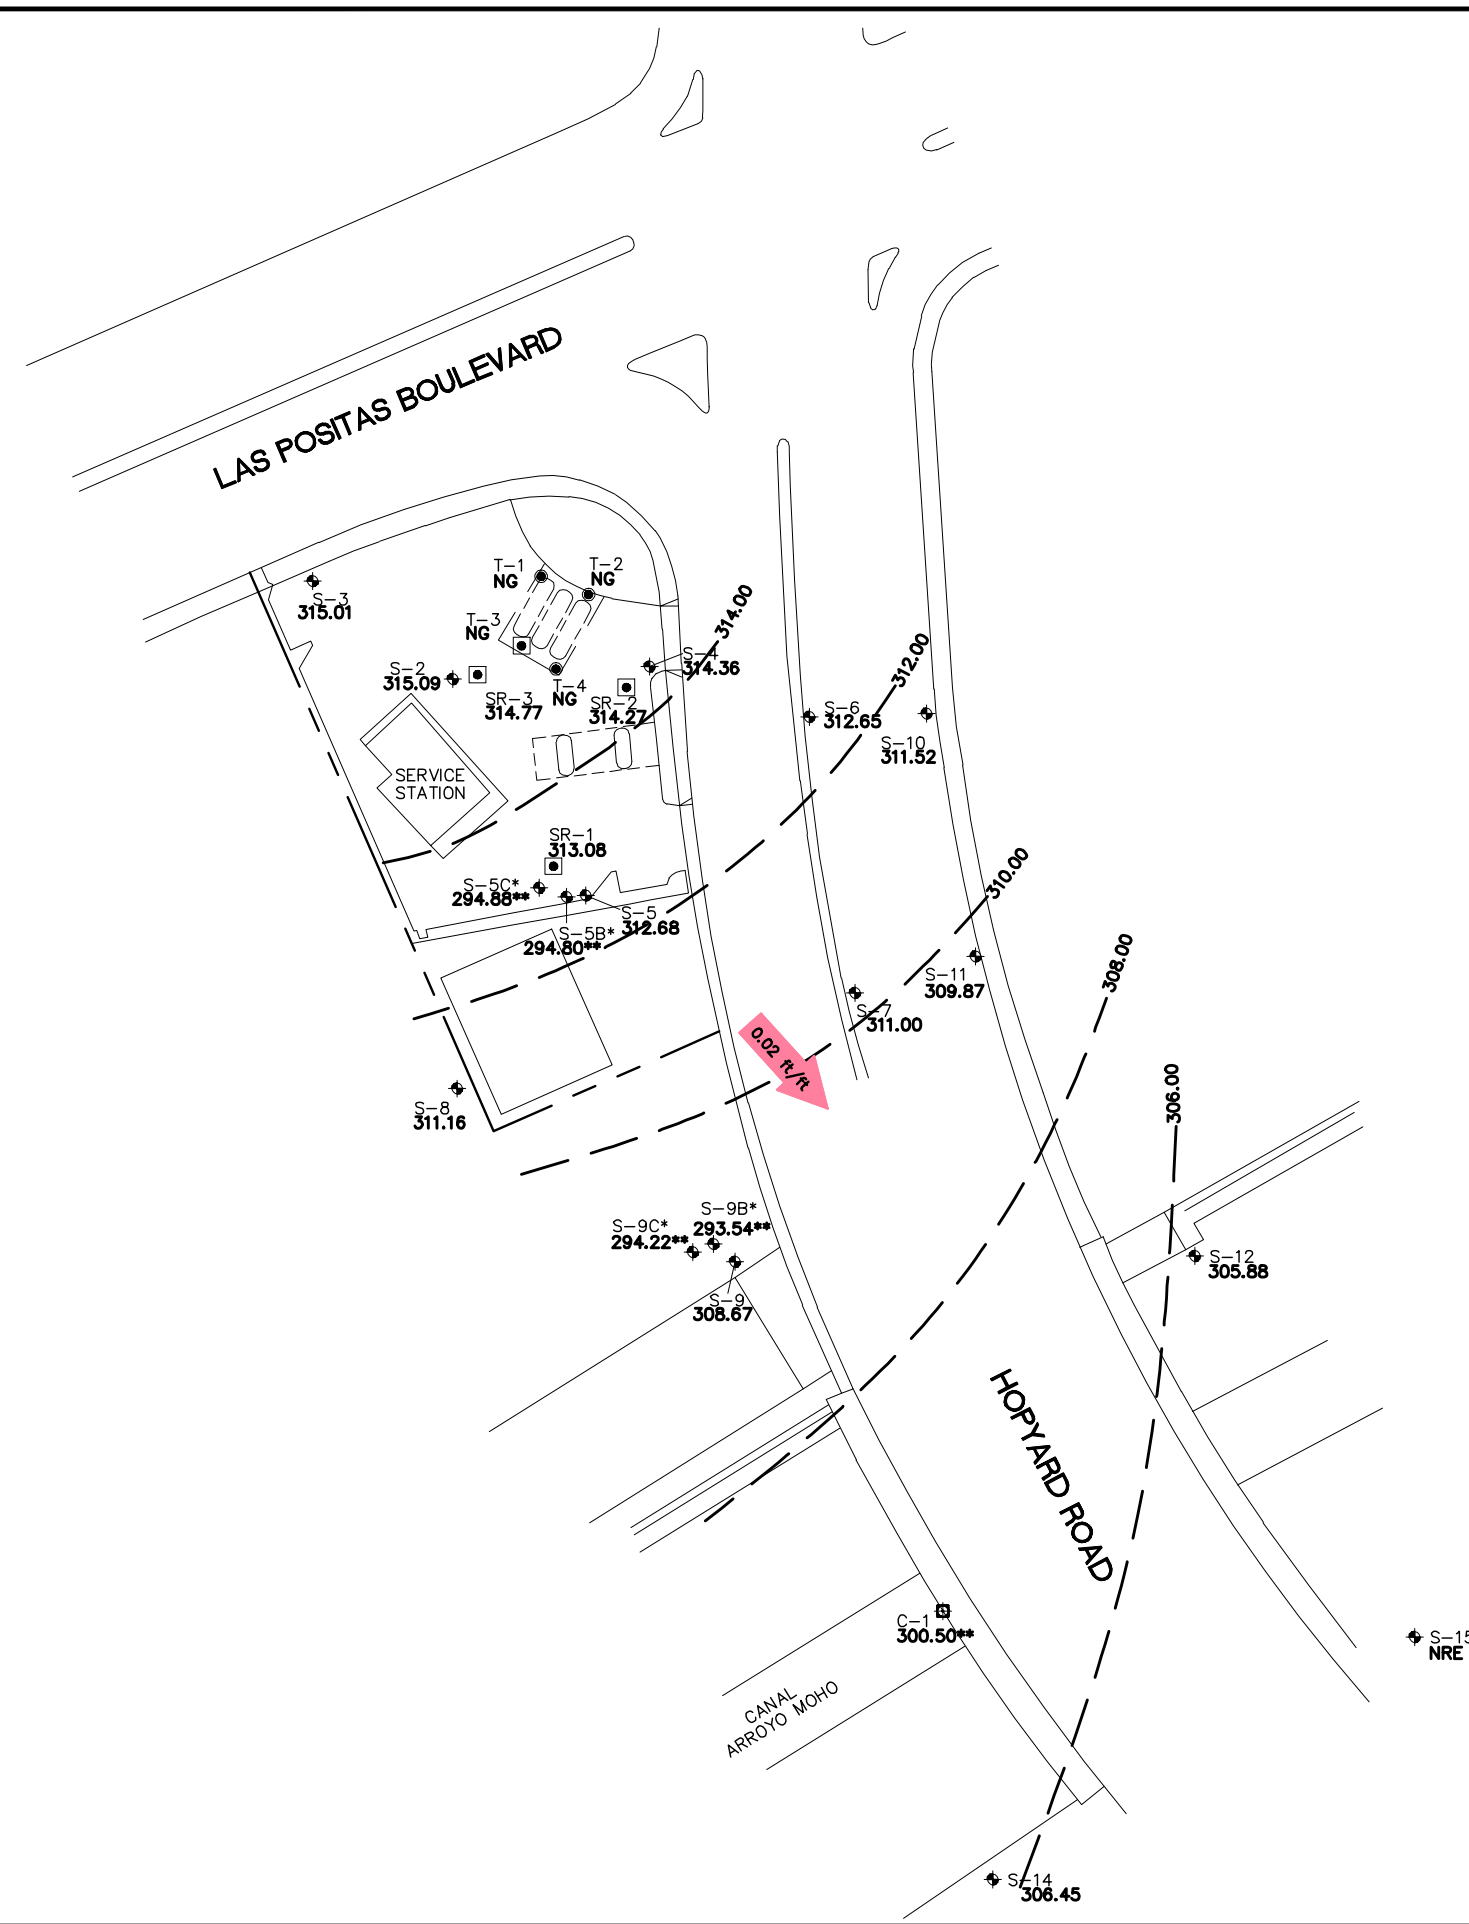 LAS POSITAS BOULEVARD
T-1
NG
T-2
NG
S-3
315.01
T-3
NG
314.00
S-4
314.36
312.00
S-2
315.09
T-4
NG
SR-3
314.77
SR-2
314.27
S-6
312.65
S-10
311.52
SERVICE
STATION
SR-1
313.08
310.00
S-5C*
294.88**
S-5
312.68
S-5B*
294.80**
308.00
S-11
309.87
S-7
311.00
0.02 ft/ft
306.00
S-8
311.16
S-9B*
293.54**
S-9C*
294.22**
S-12
305.88
S-9
308.67
HOPYARD ROAD
C-1
300.50**
S-15
NRE
CANAL
ARROYO MOHO
S-14
306.45